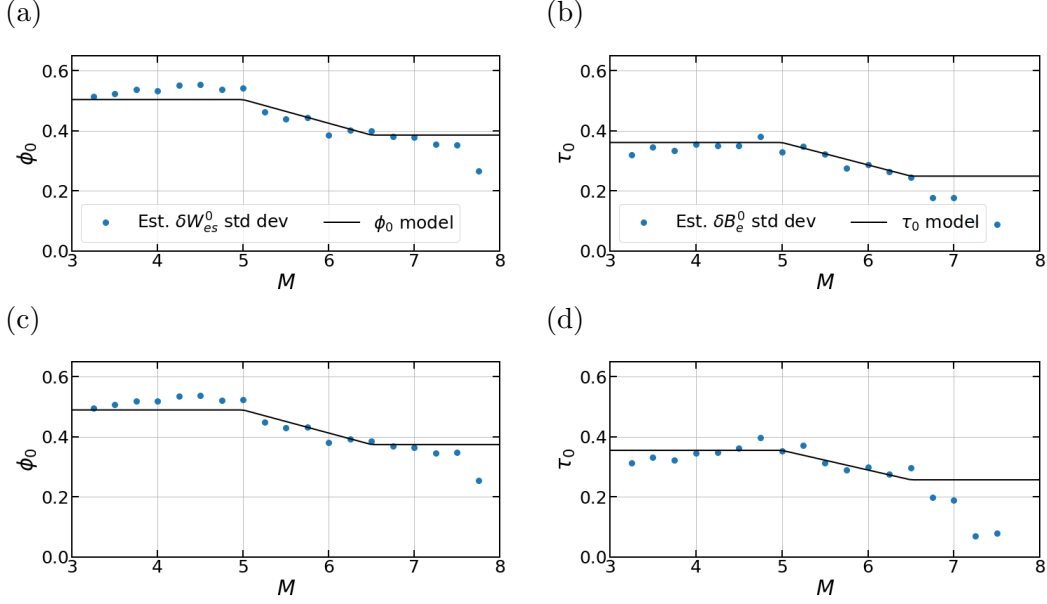 (a)
0.6
0.4
0.2
0.0
ϕ₀
Est. δW⁰ₑₛ std dev
ϕ₀ model
3 4 5 6 7 8
M
(b)
0.6
0.4
0.2
0.0
τ₀
Est. δB⁰ₑ std dev
τ₀ model
3 4 5 6 7 8
M
(c)
0.6
0.4
0.2
0.0
ϕ₀
3 4 5 6 7 8
M
(d)
0.6
0.4
0.2
0.0
τ₀
3 4 5 6 7 8
M